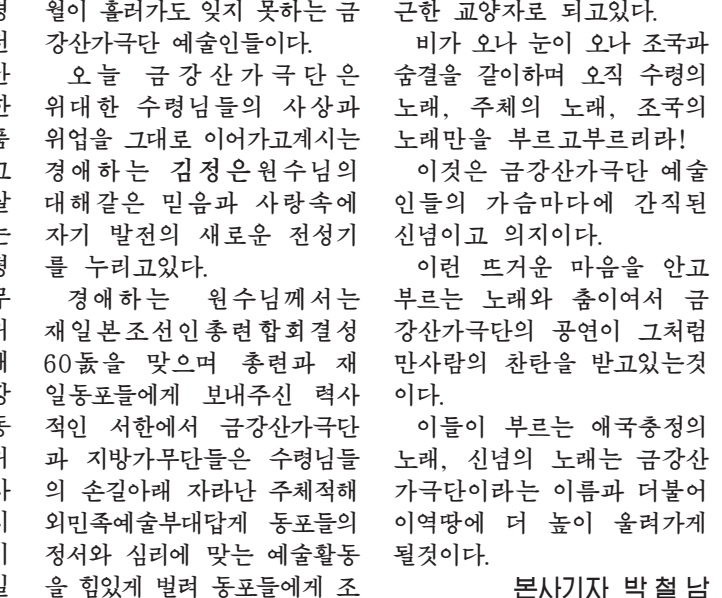 월이 흘러가도 잊지 못하는 금
강산가극단 예술인들이다.
오늘 금강산가극단은
위대한 수령님들의 사상과
위업을 그대로 이어가고계시는
경애하는 김정은원수님의
대해같은 믿음과 사랑속에
자기 발전의 새로운 전성기
를 누리고있다.
경애하는 원수님께서는
재일본조선인총련합회결성
60돐을 맞으며 총련과 재
일동포들에게 보내주신 력사
적인 서한에서 금강산가극단
과 지방가무단들은 수령님들
의 손길아래 자라난 주체적해
외민족예술부대답게 동포들의
정서와 심리에 맞는 예술활동
을 힘있게 벌려 동포들에게 조
근한 교양자로 되고있다.
비가 오나 눈이 오나 조국과
숨결을 같이하며 오직 수령의
노래, 주체의 노래, 조국의
노래만을 부르고부르리라!
이것은 금강산가극단 예술
인들의 가슴마다에 간직된
신념이고 의지이다.
이런 뜨거운 마음을 안고
부르는 노래와 춤이여서 금
강산가극단의 공연이 그처럼
만사람의 찬탄을 받고있는것
이다.
이들이 부르는 애국충정의
노래, 신념의 노래는 금강산
가극단이라는 이름과 더불어
이역땅에 더 높이 울려가게
될것이다.
본사기자 박철남